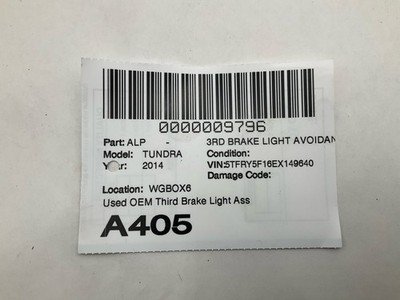 0000009796
Part: ALP - 3RD BRAKE LIGHT AVOIDAN
Model: TUNDRA Condition:
Year: 2014 VIN:5TFRY5F16EX149640
Damage Code:
Location: WGBOX6
Used OEM Third Brake Light Ass
A405